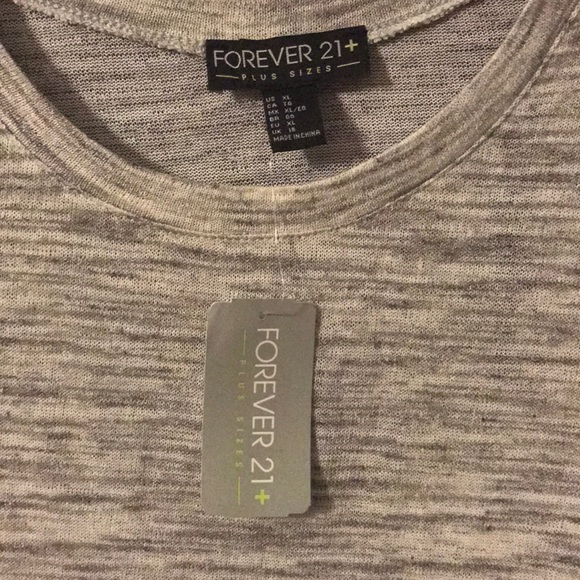 FOREVER 21+
PLUS SIZES
US XL
CA 18
MX XL/EG
BR GG
EU XL
UK 18
MADE IN CHINA
FOREVER 21+
PLUS SIZES